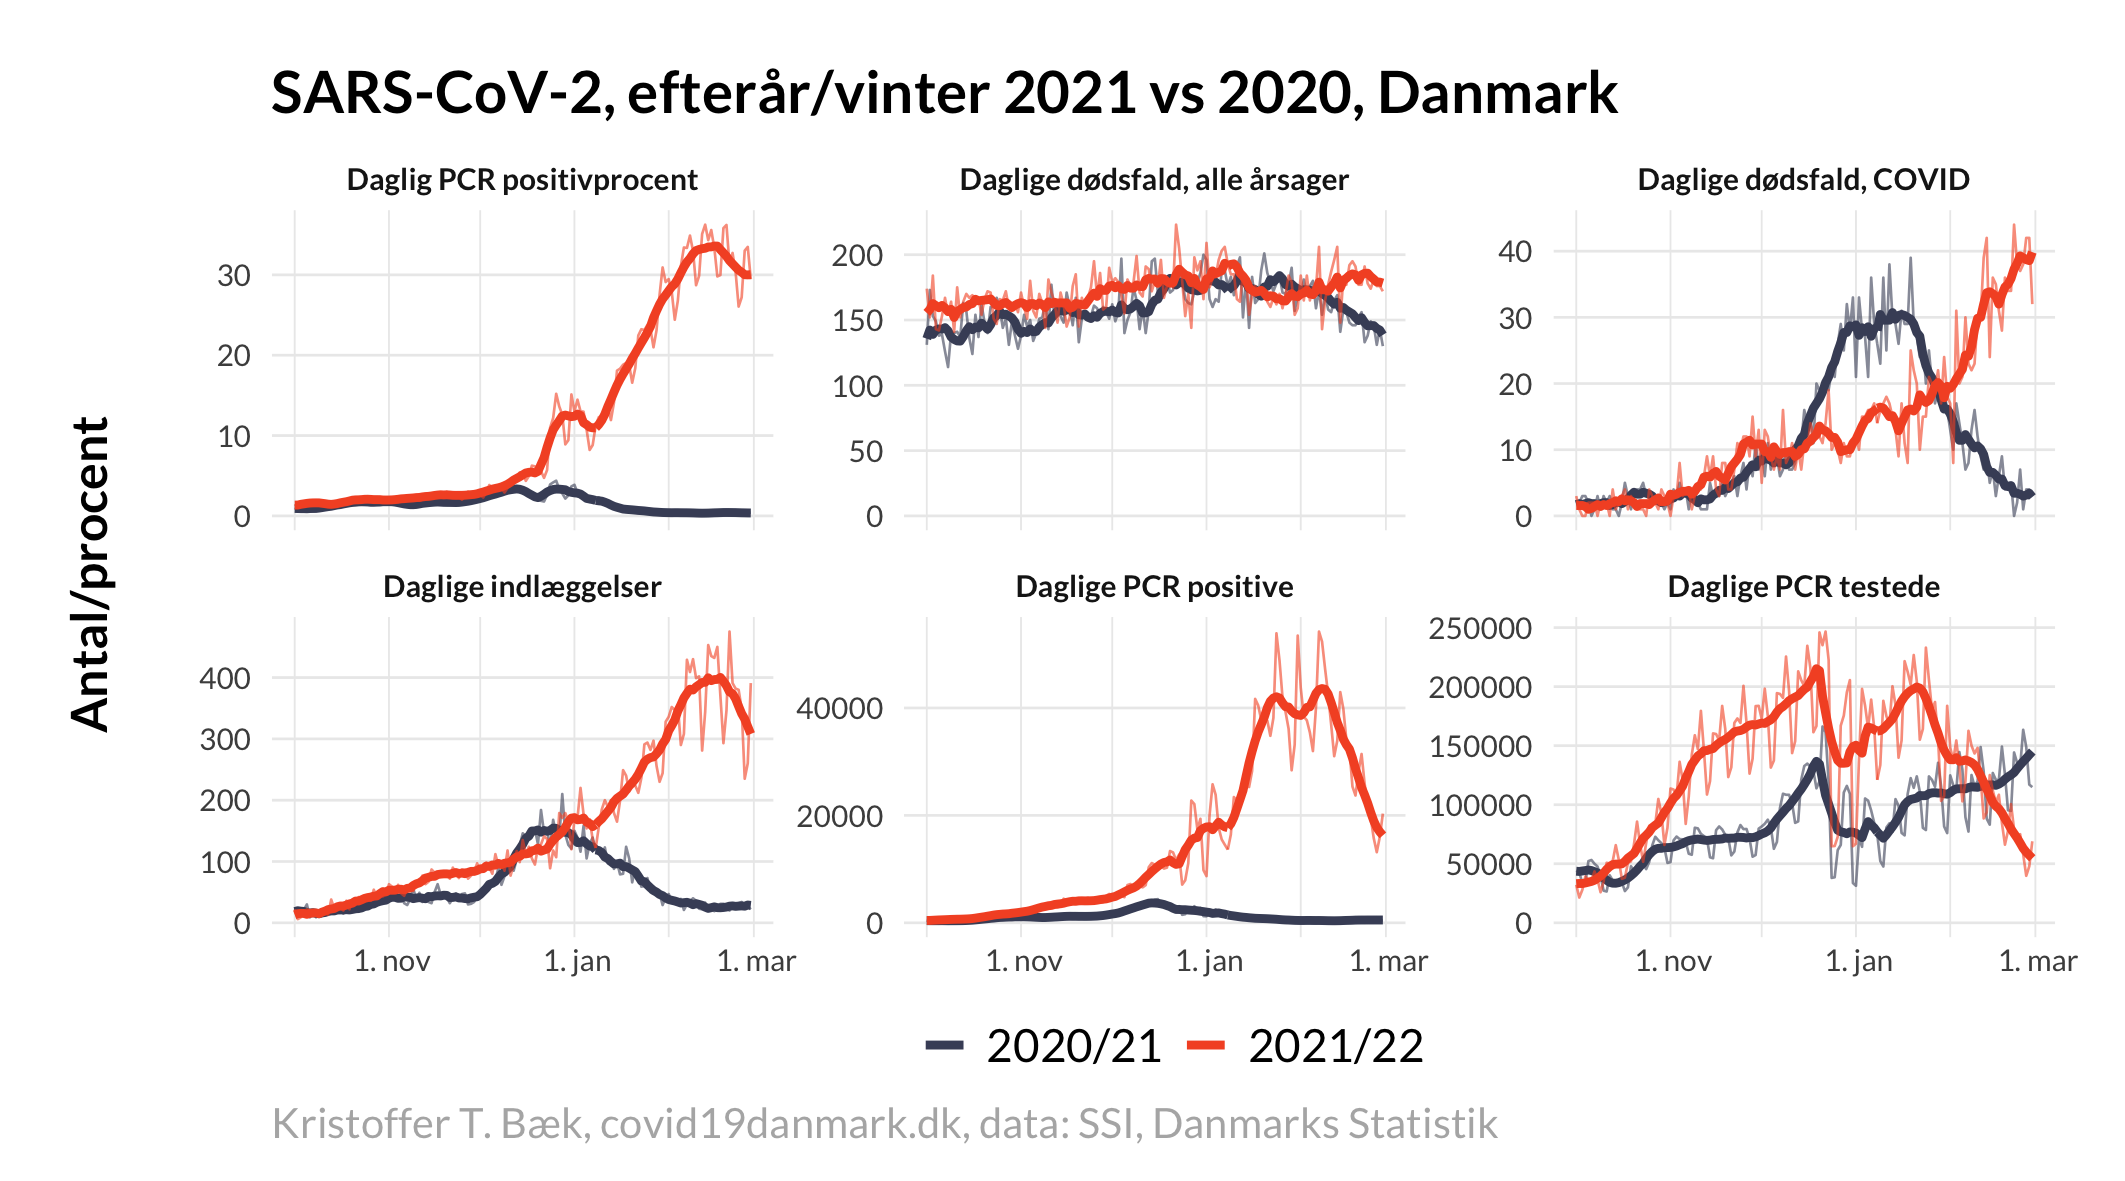 SARS-CoV-2, efterår/vinter 2021 vs 2020, Danmark
Antal/procent
Daglig PCR positivprocent
30
20
10
0
Daglige dødsfald, alle årsager
200
150
100
50
0
Daglige dødsfald, COVID
40
30
20
10
0
Daglige indlæggelser
400
300
200
100
0
1. nov 1. jan 1. mar
Daglige PCR positive
40000
20000
0
1. nov 1. jan 1. mar
Daglige PCR testede
250000
200000
150000
100000
50000
0
1. nov 1. jan 1. mar
2020/21 2021/22
Kristoffer T. Bæk, covid19danmark.dk, data: SSI, Danmarks Statistik